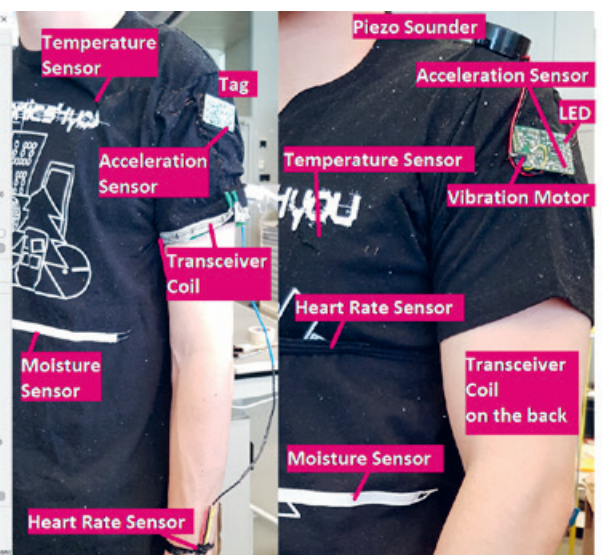 Temperature
Sensor
Tag
Acceleration
Sensor
Transceiver
Coil
Moisture
Sensor
Heart Rate Sensor
Piezo Sounder
Acceleration Sensor
LED
Temperature Sensor
Vibration Motor
4you
Heart Rate Sensor
Transceiver
Coil
on the back
Moisture Sensor